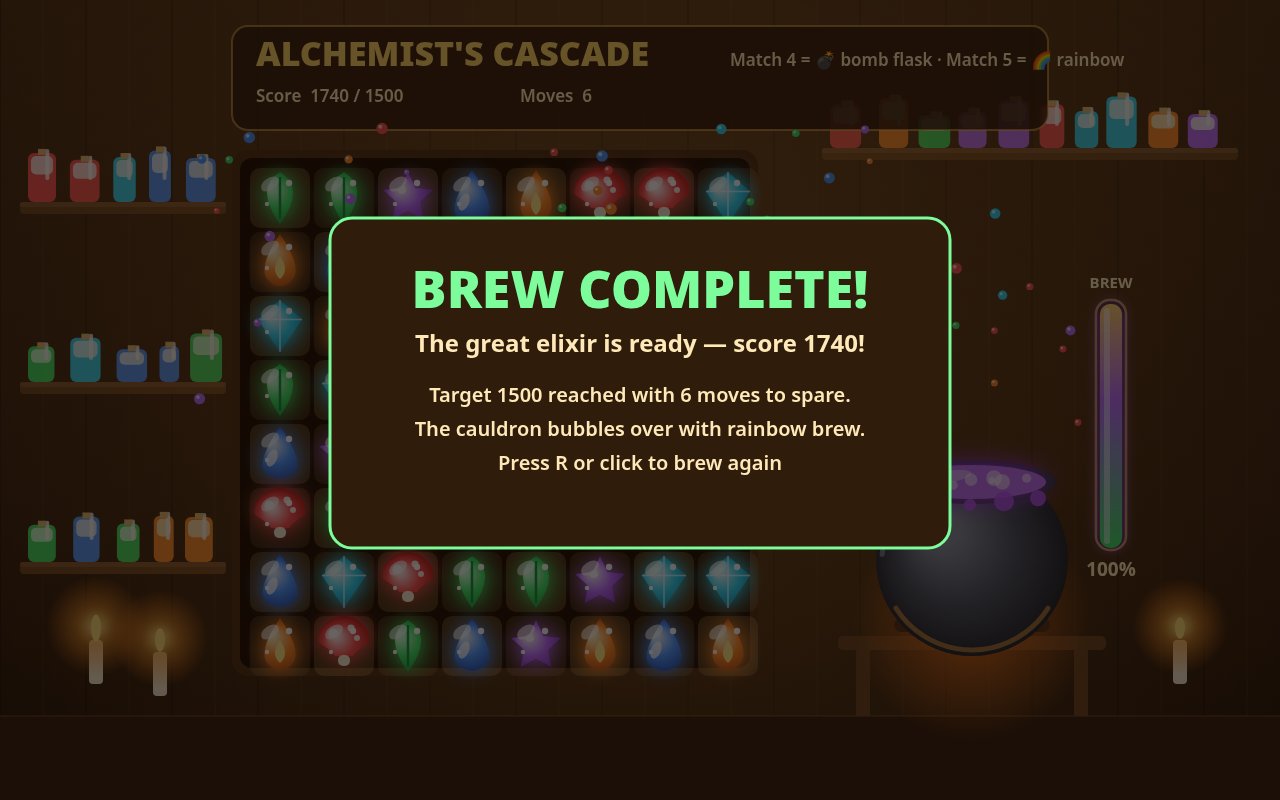 ALCHEMIST'S CASCADE
Match 4 = 💣 bomb flask · Match 5 = 🌈 rainbow
Score 1740 / 1500
Moves 6
BREW COMPLETE!
The great elixir is ready — score 1740!
Target 1500 reached with 6 moves to spare.
The cauldron bubbles over with rainbow brew.
Press R or click to brew again
BREW
100%